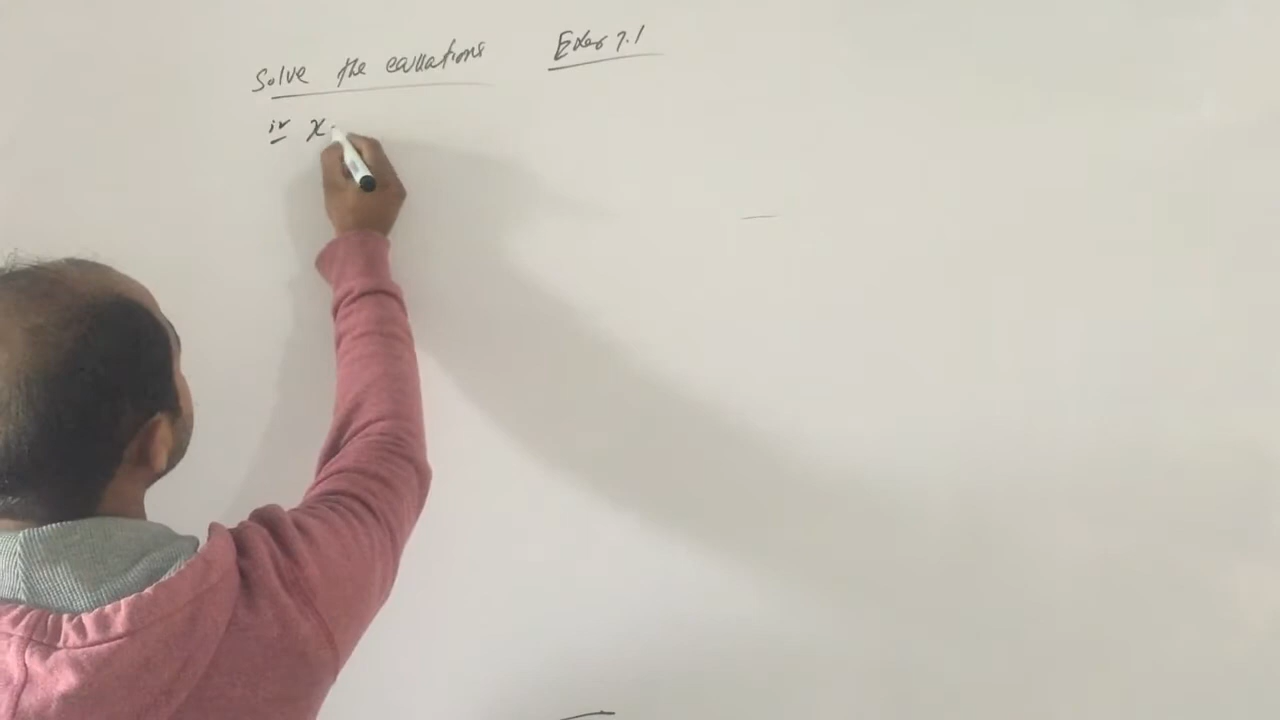 Solve the equations Exer 7.1
iv x